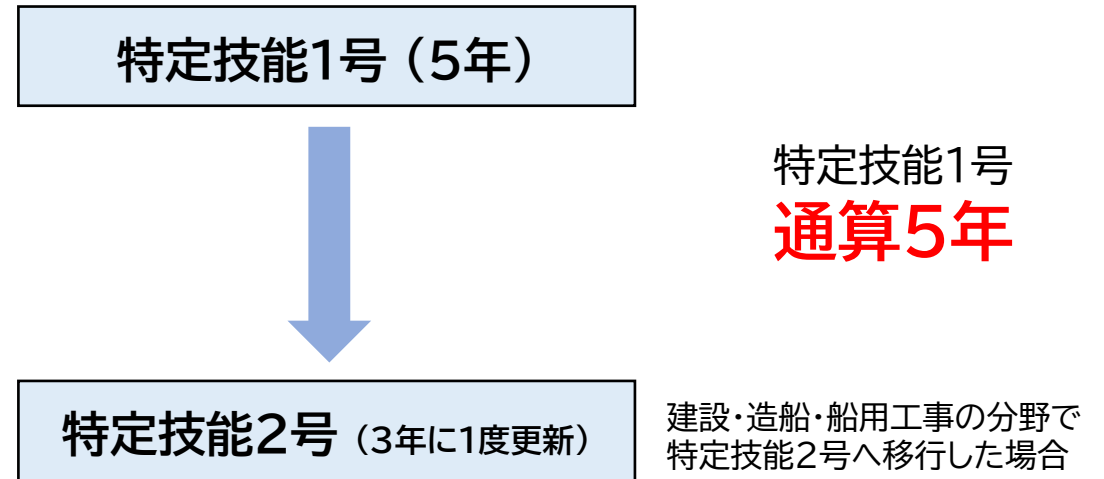 特定技能1号（5年）
特定技能1号
通算5年
特定技能2号（3年に1度更新）
建設・造船・船用工事の分野で
特定技能2号へ移行した場合